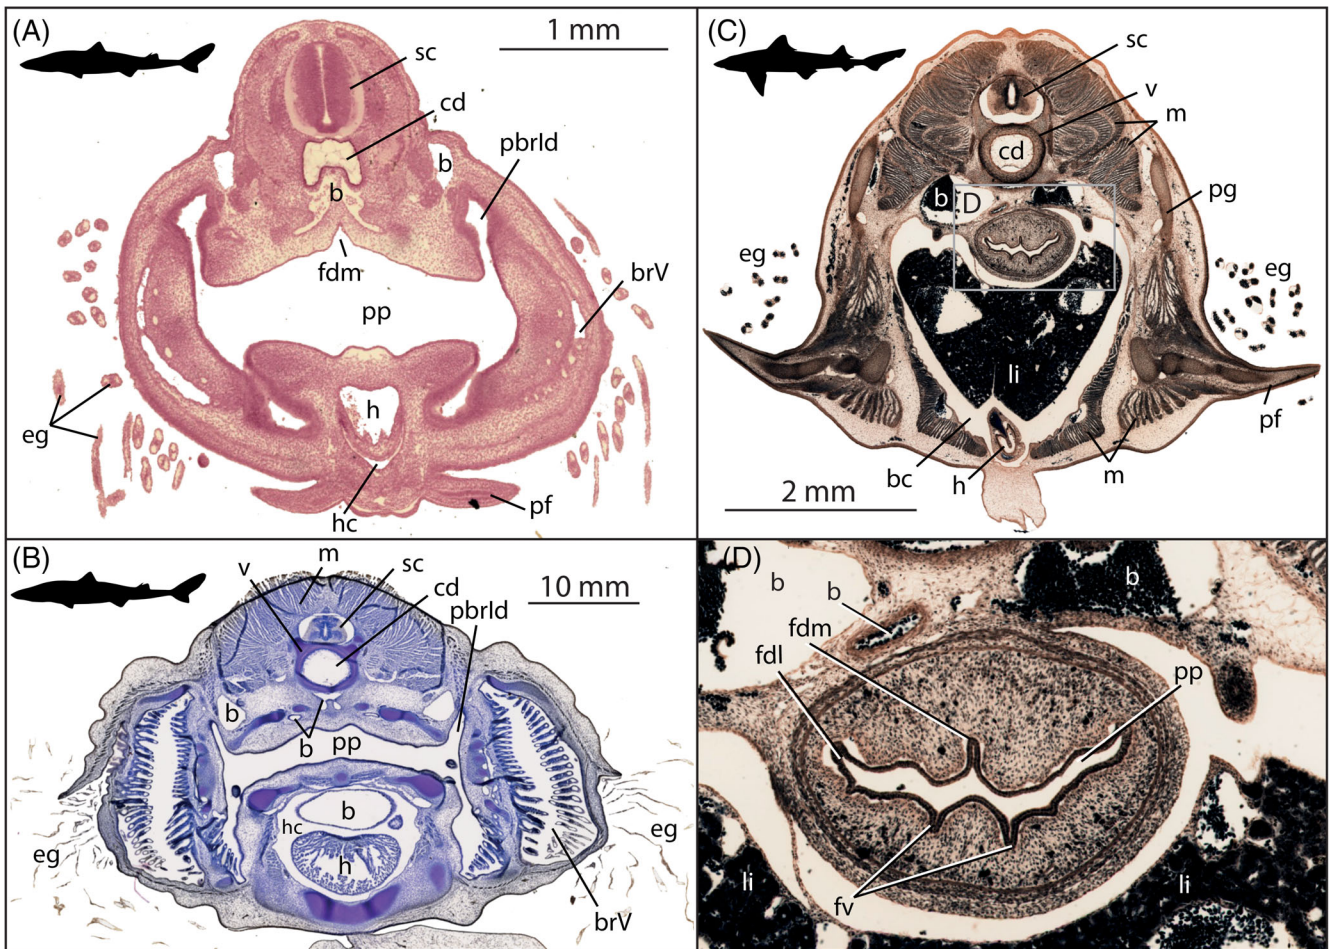 (A)
1 mm
sc
cd
pbrld
b
b
fdm
brV
pp
h
eg
hc
pf
(C)
sc
v
m
cd
b
D
pg
eg
eg
li
pf
bc
h
m
2 mm
(B)
m
v
sc
cd
10 mm
pbrld
b
b
pp
b
hc
h
eg
eg
brV
(D)
b
b
b
fdm
fdl
pp
li
li
fv